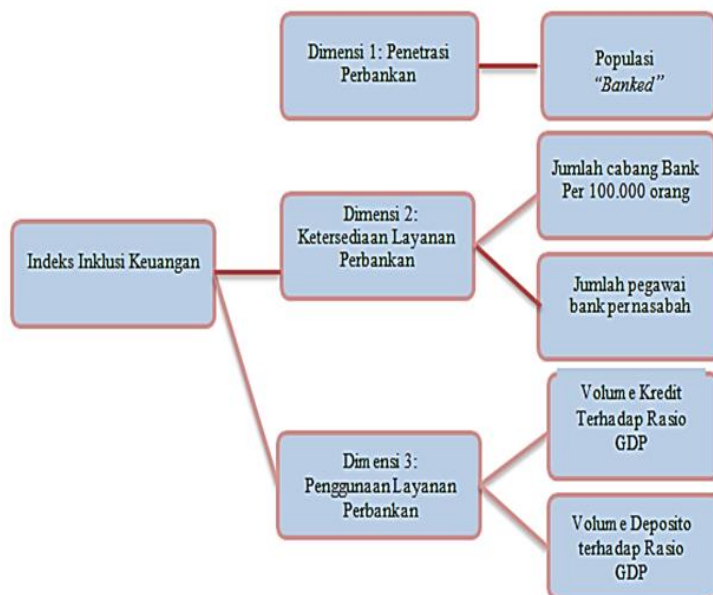 Dimensi 1: Penetrasi
Perbankan
Populasi
“Banked”
Indeks Inklusi Keuangan
Dimensi 2:
Ketersediaan Layanan
Perbankan
Jumlah cabang Bank
Per 100.000 orang
Jumlah pegawai
bank per nasabah
Dimensi 3:
Penggunaan Layanan
Perbankan
Volume Kredit
Terhadap Rasio
GDP
Volume Deposito
terhadap Rasio
GDP